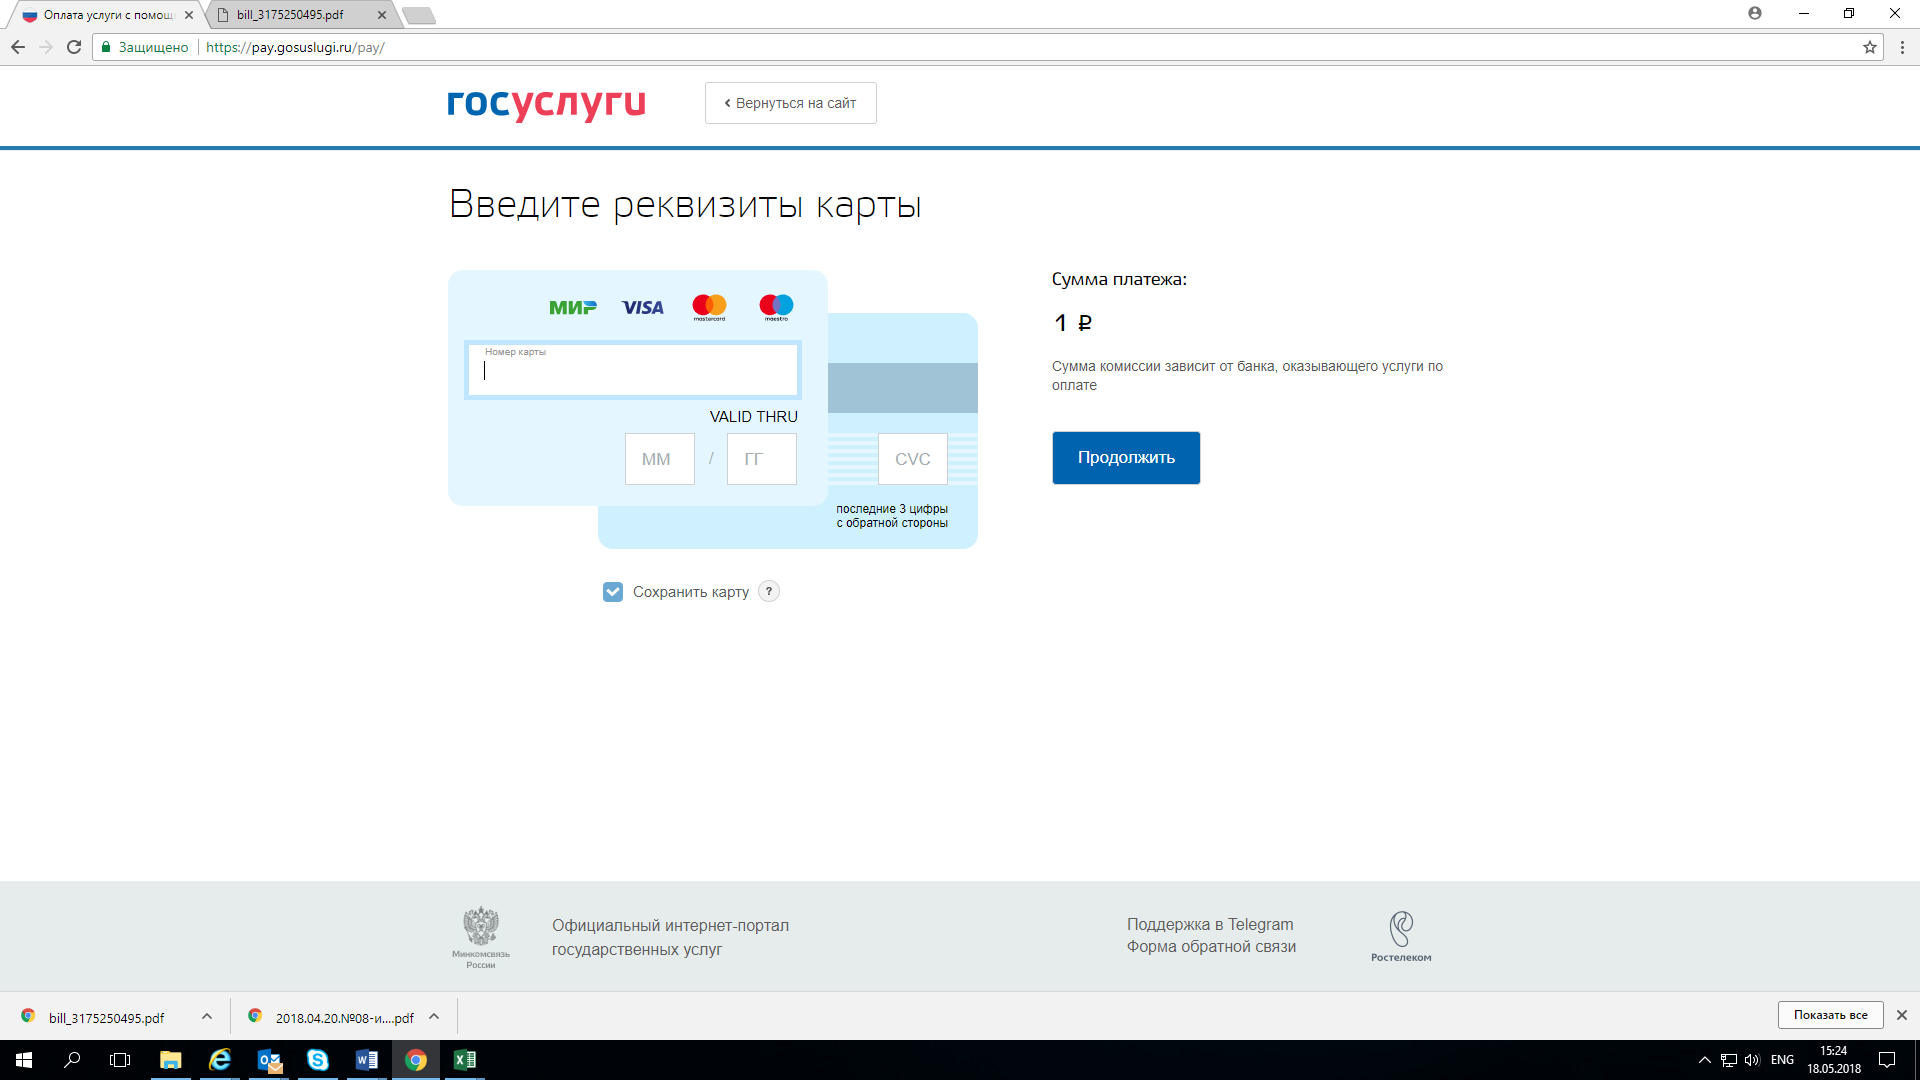 Оплата услуги с помощ
bill_3175250495.pdf
Защищено
https://pay.gosuslugi.ru/pay/
госуслуги
Вернуться на сайт
Введите реквизиты карты
МИР
VISA
mastercard
maestro
Номер карты
VALID THRU
ММ / ГГ
CVC
последние 3 цифры
с обратной стороны
Сохранить карту ?
Сумма платежа:
1 ₽
Сумма комиссии зависит от банка, оказывающего услуги по
оплате
Продолжить
Минкомсвязь
России
Официальный интернет-портал
государственных услуг
Поддержка в Telegram
Форма обратной связи
Ростелеком
bill_3175250495.pdf
2018.04.20.№08-и....pdf
Показать все
ENG
15:24
18.05.2018